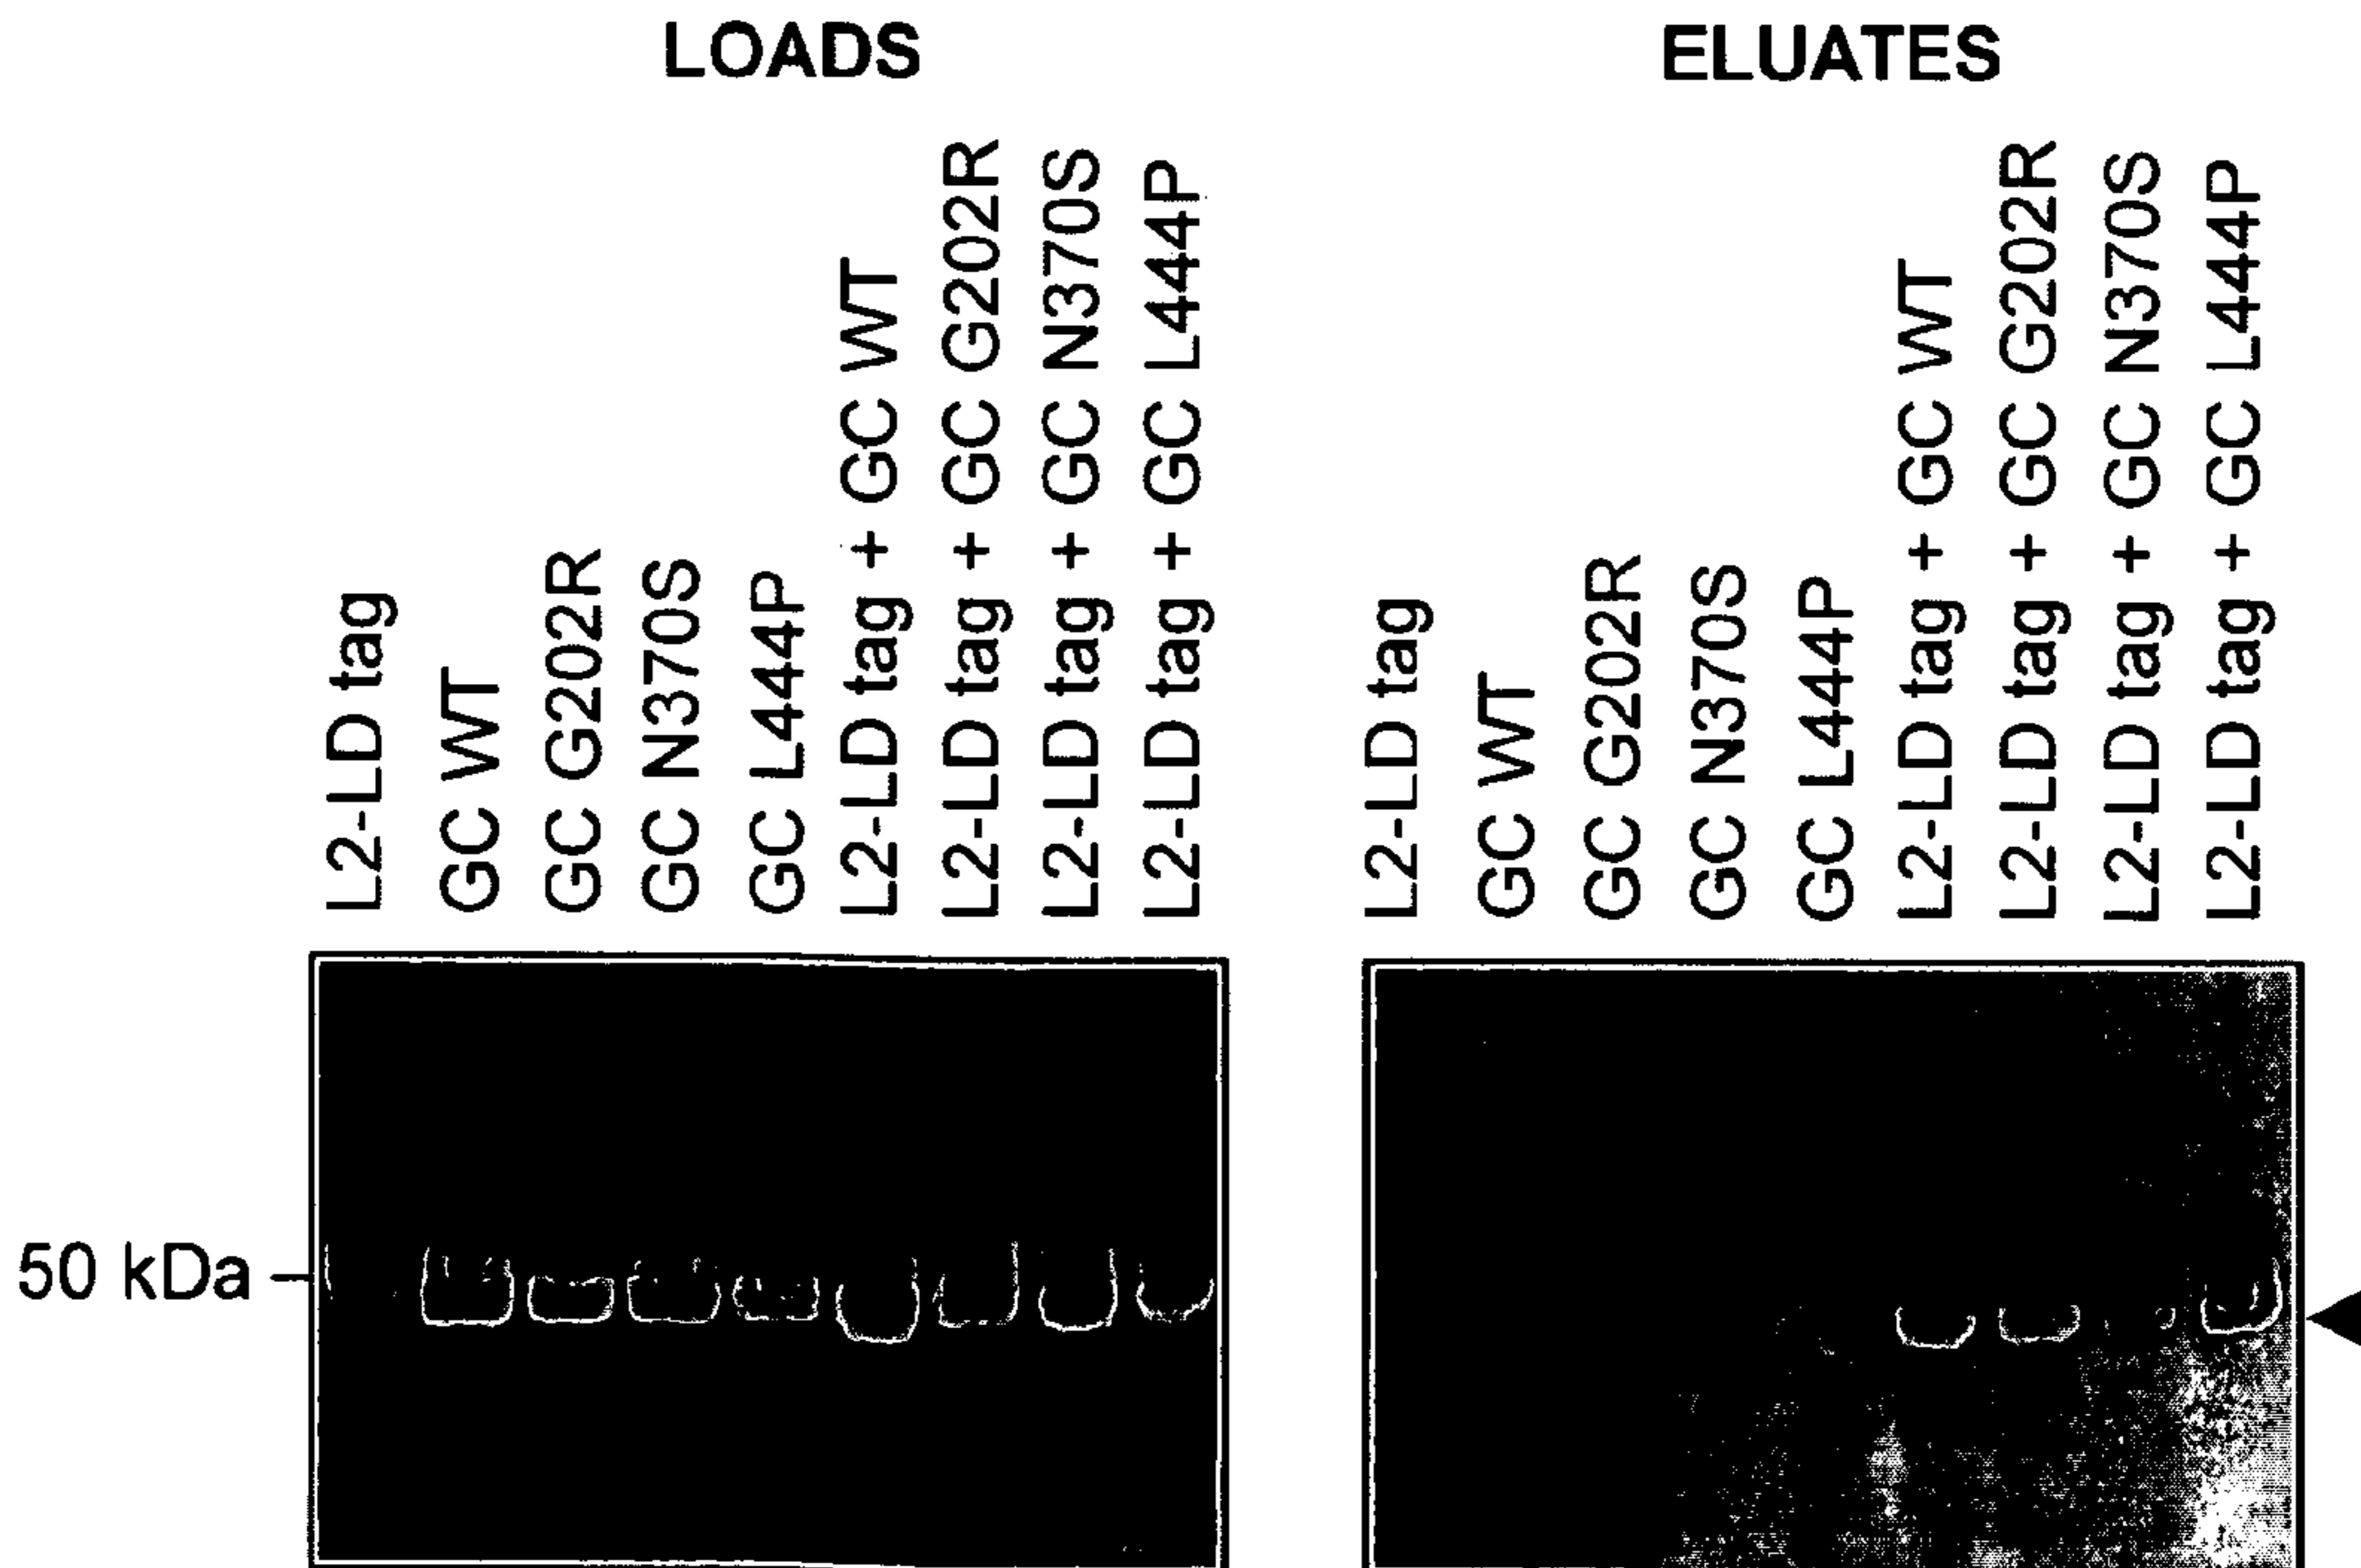 LOADS
L2-LD tag
GC WT
GC G202R
GC N370S
GC L444P
L2-LD tag + GC WT
L2-LD tag + GC G202R
L2-LD tag + GC N370S
L2-LD tag + GC L444P
50 kDa
ELUATES
L2-LD tag
GC WT
GC G202R
GC N370S
GC L444P
L2-LD tag + GC WT
L2-LD tag + GC G202R
L2-LD tag + GC N370S
L2-LD tag + GC L444P